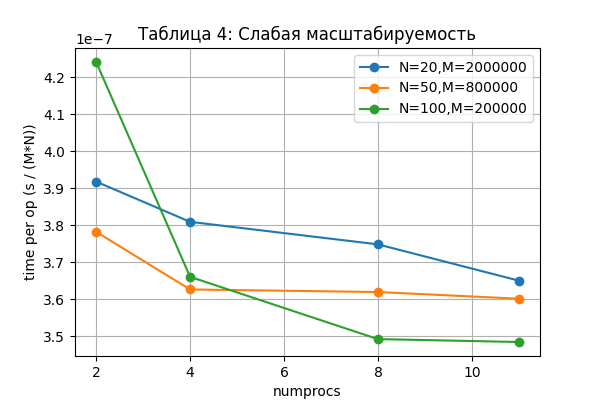 Таблица 4: Слабая масштабируемость
1e−7
4.2
4.1
4.0
3.9
3.8
3.7
3.6
3.5
time per op (s / (M*N))
N=20,M=2000000
N=50,M=800000
N=100,M=200000
2
4
6
8
10
numprocs